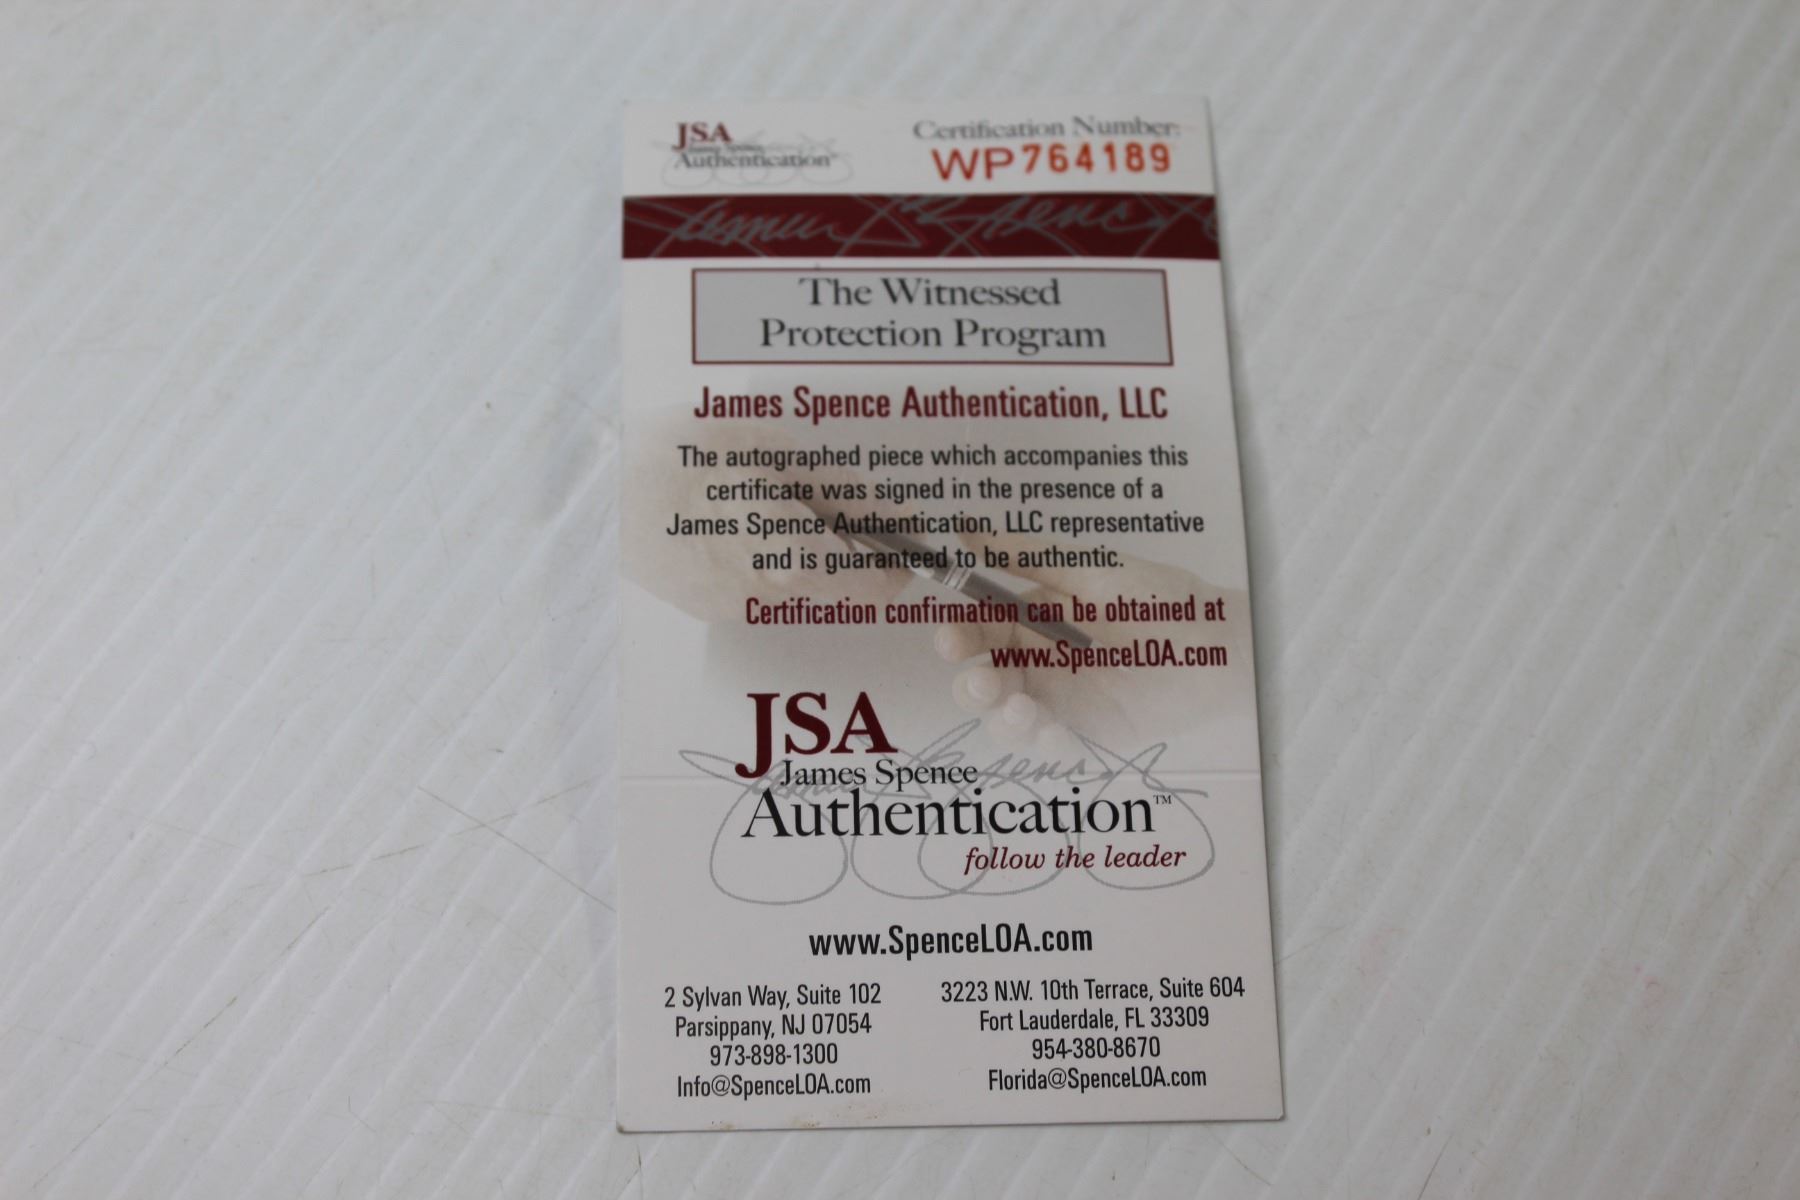 JSA
James Spence
Authentication
Certification Number:
WP764189
The Witnessed
Protection Program
James Spence Authentication, LLC
The autographed piece which accompanies this
certificate was signed in the presence of a
James Spence Authentication, LLC representative
and is guaranteed to be authentic.
Certification confirmation can be obtained at
www.SpenceLOA.com
JSA
James Spence
Authentication™
follow the leader
www.SpenceLOA.com
2 Sylvan Way, Suite 102
Parsippany, NJ 07054
973-898-1300
Info@SpenceLOA.com
3223 N.W. 10th Terrace, Suite 604
Fort Lauderdale, FL 33309
954-380-8670
Florida@SpenceLOA.com